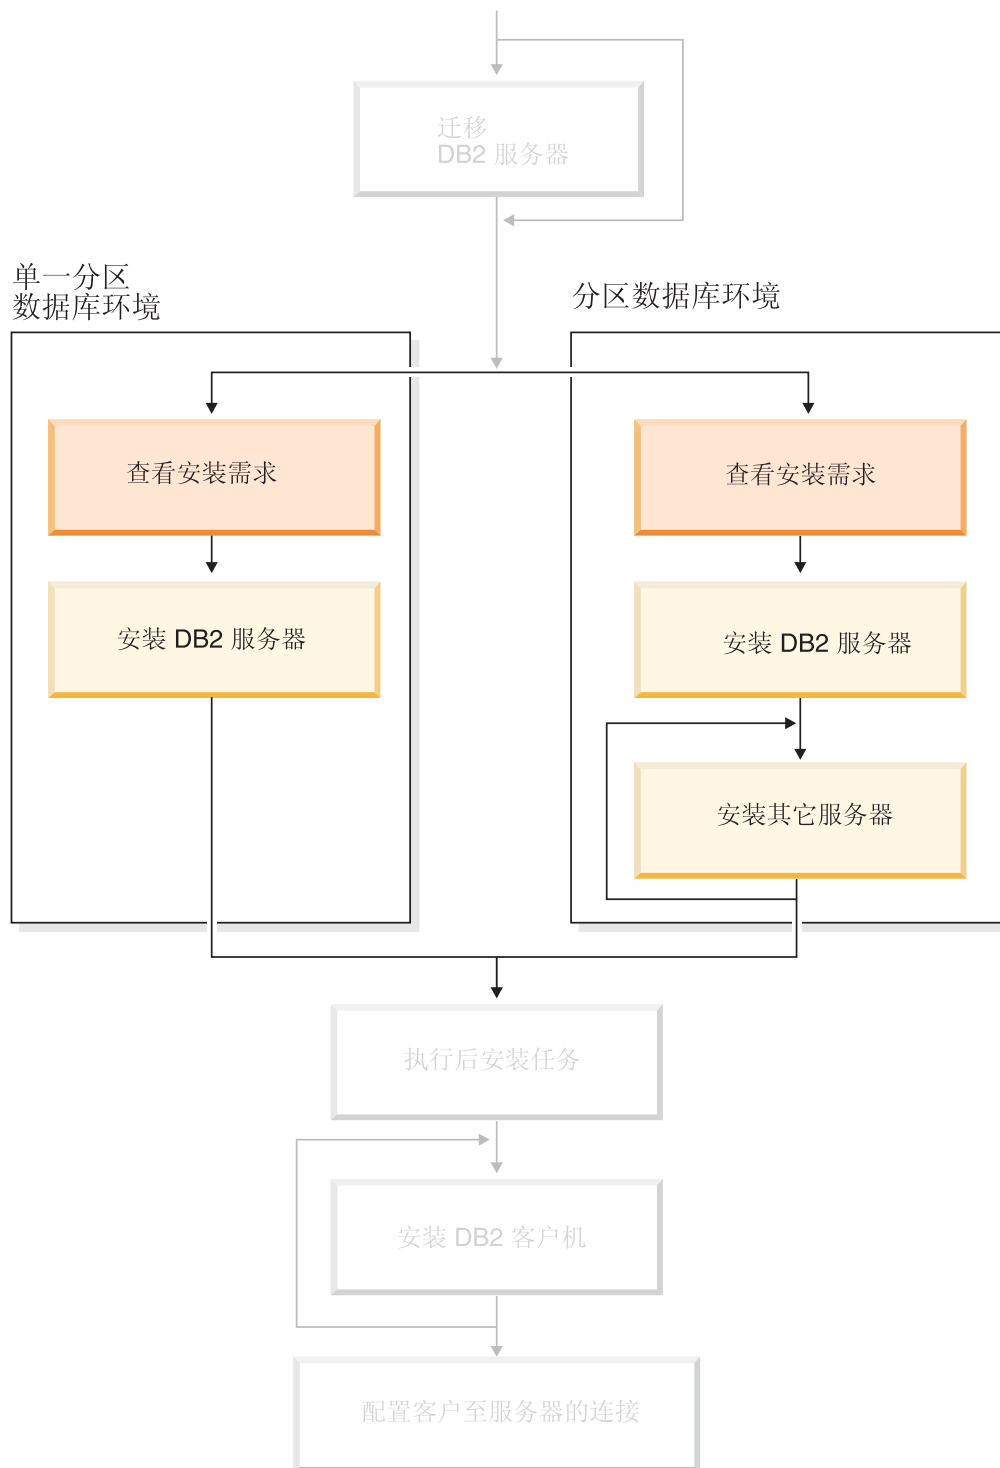 迁移
DB2 服务器
单一分区
数据库环境
分区数据库环境
查看安装需求
安装 DB2 服务器
查看安装需求
安装 DB2 服务器
安装其它服务器
执行后安装任务
安装 DB2 客户机
配置客户至服务器的连接